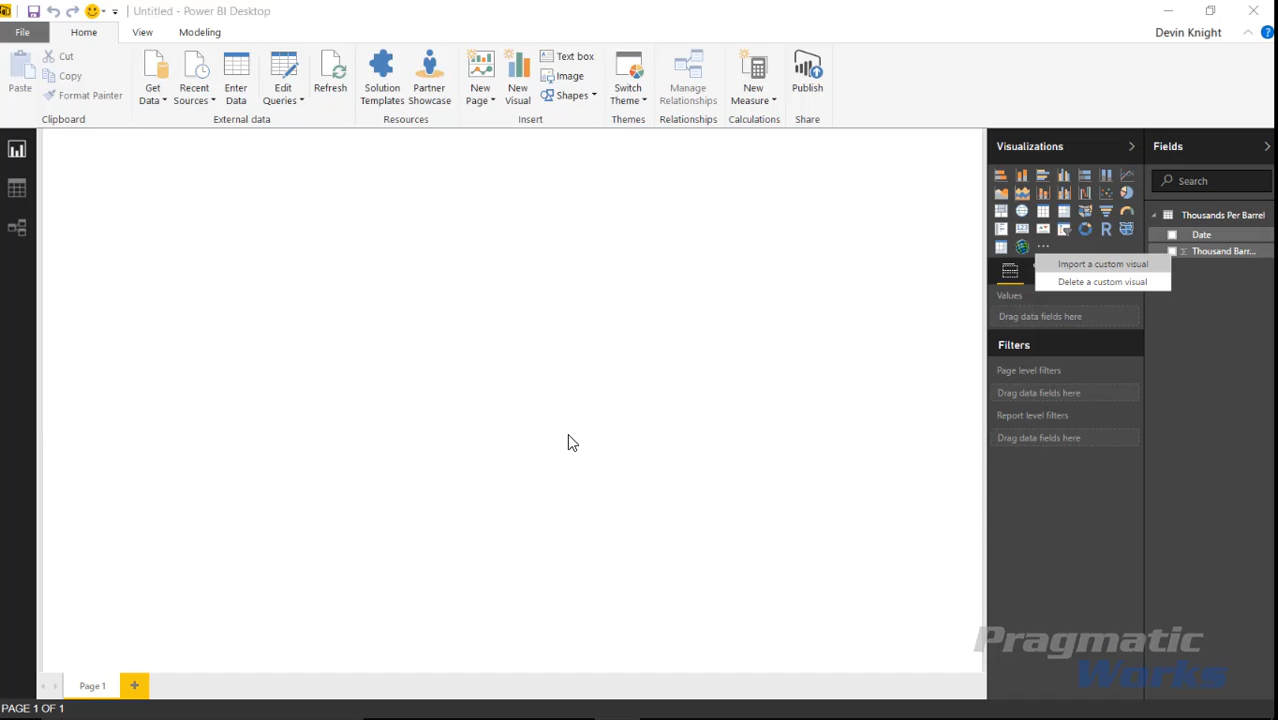 Untitled - Power BI Desktop
File
Home
View
Modeling
Devin Knight
Paste
Cut
Copy
Format Painter
Clipboard
Get Data
Recent Sources
Enter Data
Edit Queries
Refresh
External data
Solution Templates
Partner Showcase
Resources
New Page
New Visual
Text box
Image
Shapes
Insert
Switch Theme
Themes
Manage Relationships
Relationships
New Measure
Calculations
Publish
Share
Visualizations
Fields
Search
Thousands Per Barrel
Date
Thousand Barr...
R
Import a custom visual
Delete a custom visual
Values
Drag data fields here
Filters
Page level filters
Drag data fields here
Report level filters
Drag data fields here
Pragmatic
Works
Page 1
PAGE 1 OF 1